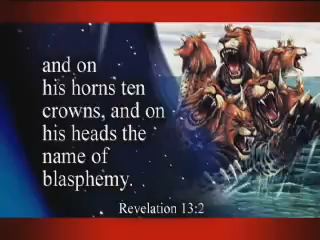 and on
his horns ten
crowns, and on
his heads the
name of
blasphemy.
Revelation 13:2